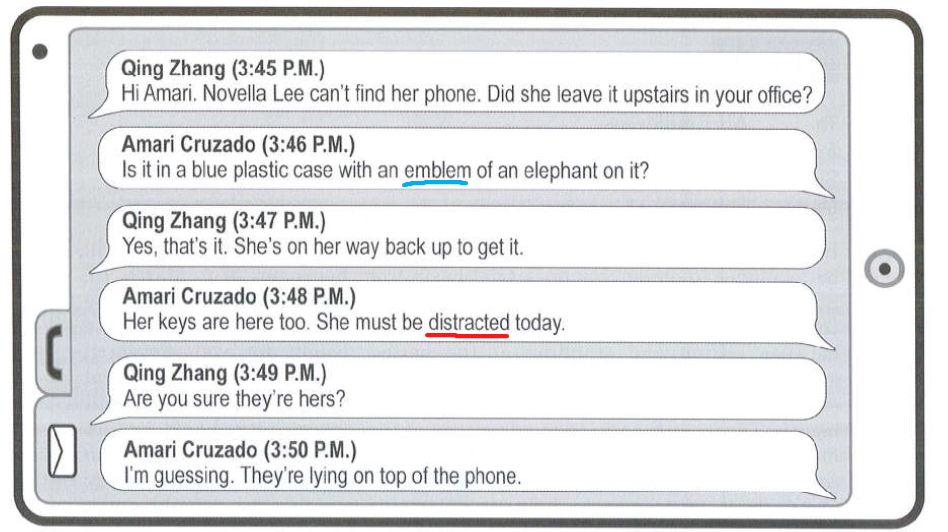 Qing Zhang (3:45 P.M.)
Hi Amari. Novella Lee can't find her phone. Did she leave it upstairs in your office?
Amari Cruzado (3:46 P.M.)
Is it in a blue plastic case with an emblem of an elephant on it?
Qing Zhang (3:47 P.M.)
Yes, that's it. She's on her way back up to get it.
Amari Cruzado (3:48 P.M.)
Her keys are here too. She must be distracted today.
Qing Zhang (3:49 P.M.)
Are you sure they're hers?
Amari Cruzado (3:50 P.M.)
I'm guessing. They're lying on top of the phone.